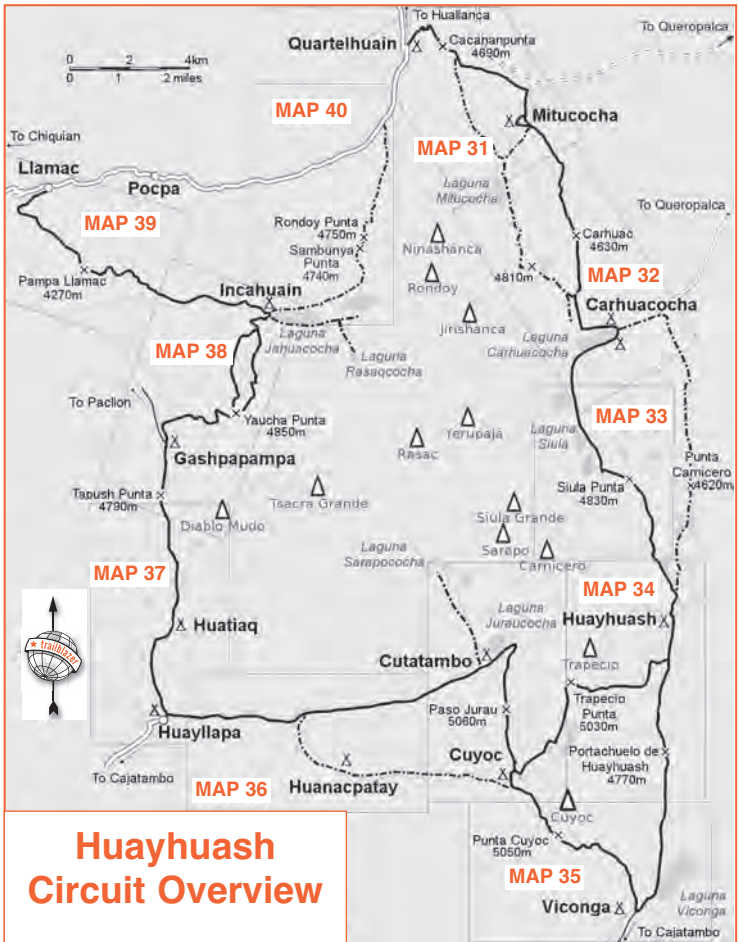 To Huallanca
Quartelhuain
Cacananpunta
4690m
To Queropalca
0 2 4km
0 1 2 miles
MAP 40
Mitucocha
To Chiquian
MAP 31
Llamac
Pocpa
Laguna
Mitucocha
To Queropalca
MAP 39
Rondoy Punta
4750m
Sambunya
Punta
4740m
Ninashanca
Carhuac
4630m
Rondoy
4810m
MAP 32
Pampa Llamac
4270m
Incahuain
Carhuacocha
Jirishanca
Laguna
Jahuacocha
Laguna
Carhuacocha
MAP 38
Laguna
Rasaqcocha
To Pacllon
MAP 33
Yaucha Punta
4850m
Yerupajá
Laguna
Siula
Rasac
Gashpapampa
Punta
Carnicero
4620m
Tapush Punta
4790m
Tsacra Grande
Siula Punta
4830m
Diablo Mudo
Siula Grande
Sarapo
Carnicero
Laguna
Sarapococha
MAP 37
MAP 34
Laguna
Juraucocha
Huayhuash
Huatiaq
trailblazer
Cutatambo
Trapecio
Trapecio
Punta
5030m
Paso Jurau
5060m
Huayllapa
Portachuelo de
Huayhuash
4770m
Cuyoc
To Cajatambo
Huanacpatay
MAP 36
Cuyoc
Punta Cuyoc
5050m
Huayhuash
Circuit Overview
MAP 35
Laguna
Viconga
Viconga
To Cajatambo